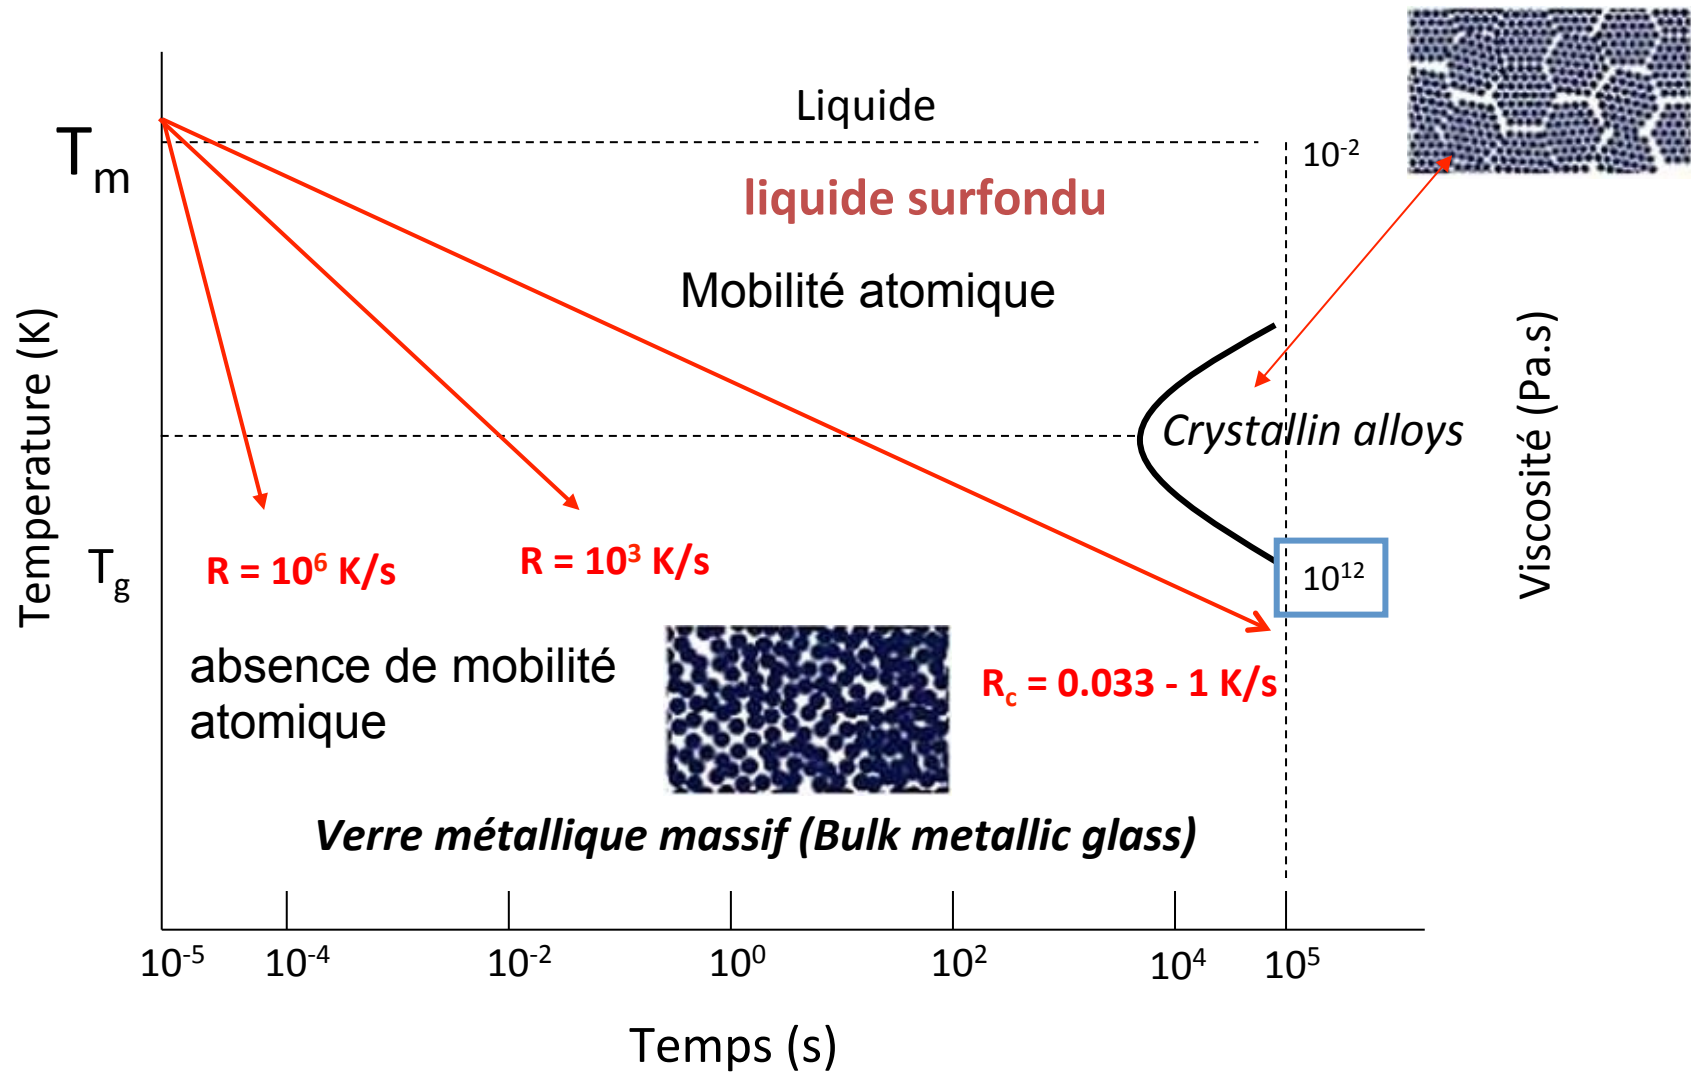 Liquide
Tm
10-2
liquide surfondu
Mobilité atomique
Temperature (K)
Viscosité (Pa.s)
Crystallin alloys
Tg
R = 10⁶ K/s
R = 10³ K/s
10¹²
absence de mobilité
atomique
Rc = 0.033 - 1 K/s
Verre métallique massif (Bulk metallic glass)
10-5 10-4 10-2 10⁰ 10² 10⁴ 10⁵
Temps (s)